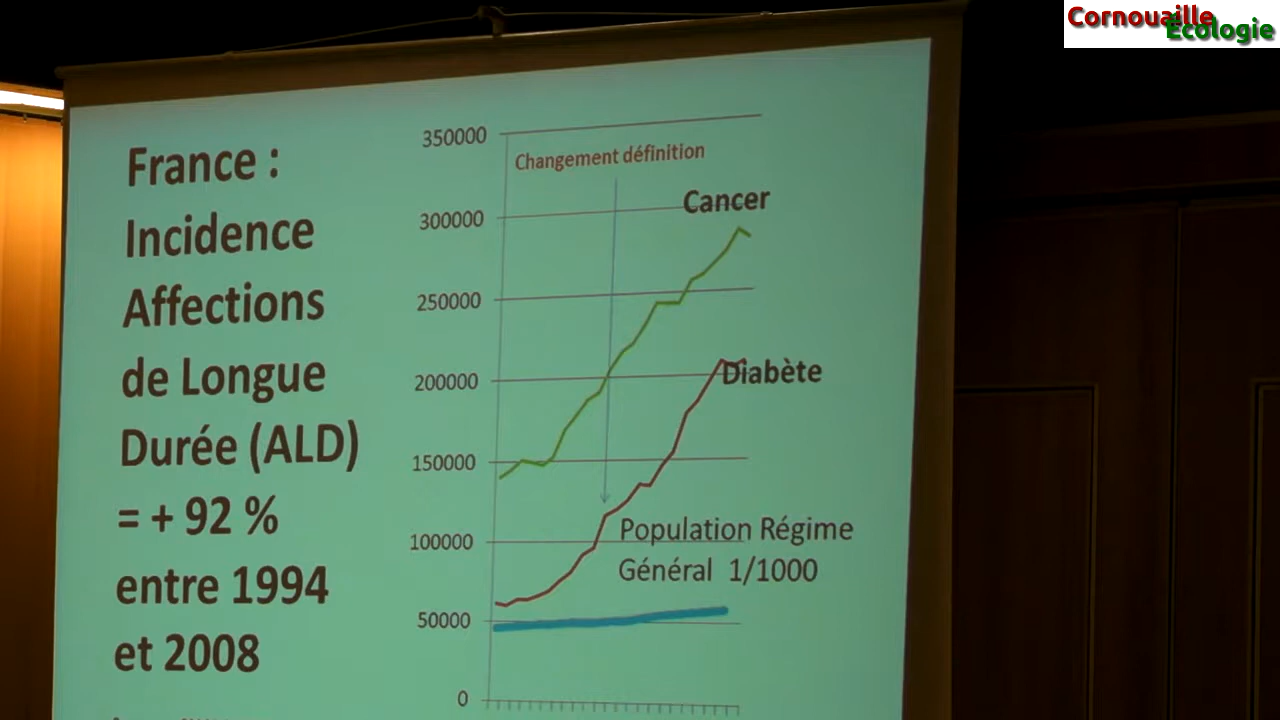 Cornouaille
Ecologie
France :
Incidence
Affections
de Longue
Durée (ALD)
= + 92 %
entre 1994
et 2008
350000
300000
250000
200000
150000
100000
50000
0
Changement définition
Cancer
Diabète
Population Régime
Général 1/1000